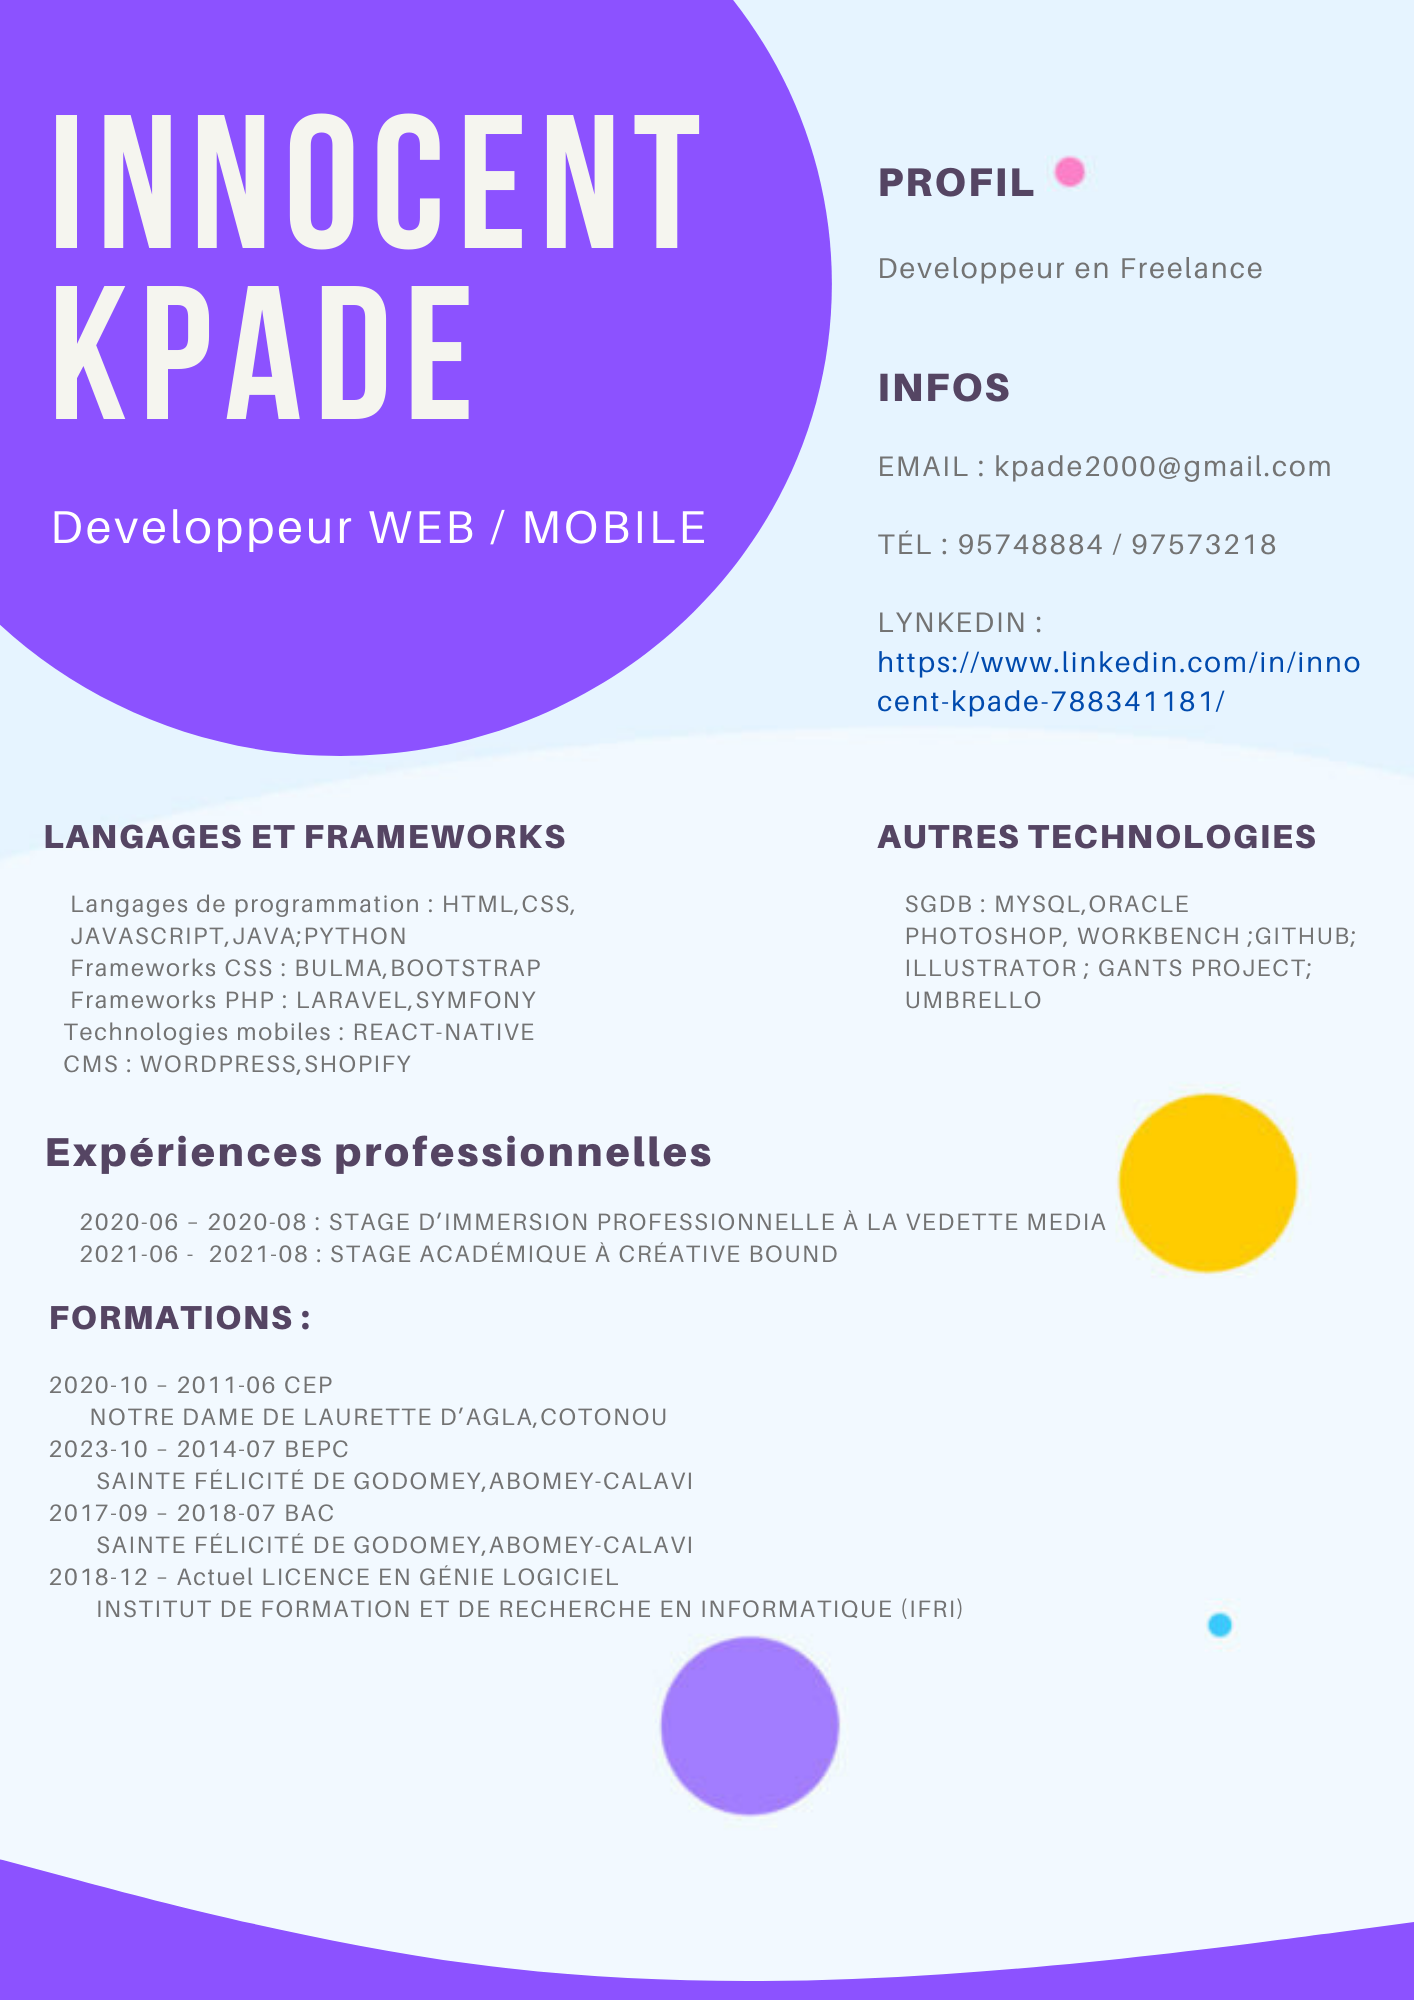 INNOCENT
KPADE
Developpeur WEB / MOBILE
PROFIL
Developpeur en Freelance
INFOS
EMAIL : kpade2000@gmail.com
TÉL : 95748884 / 97573218
LYNKEDIN :
https://www.linkedin.com/in/inno
cent-kpade-788341181/
LANGAGES ET FRAMEWORKS
Langages de programmation : HTML,CSS,
JAVASCRIPT,JAVA;PYTHON
Frameworks CSS : BULMA,BOOTSTRAP
Frameworks PHP : LARAVEL,SYMFONY
Technologies mobiles : REACT-NATIVE
CMS : WORDPRESS,SHOPIFY
AUTRES TECHNOLOGIES
SGDB : MYSQL,ORACLE
PHOTOSHOP, WORKBENCH ;GITHUB;
ILLUSTRATOR ; GANTS PROJECT;
UMBRELLO
Expériences professionnelles
2020-06 – 2020-08 : STAGE D’IMMERSION PROFESSIONNELLE À LA VEDETTE MEDIA
2021-06 - 2021-08 : STAGE ACADÉMIQUE À CRÉATIVE BOUND
FORMATIONS :
2020-10 – 2011-06 CEP
NOTRE DAME DE LAURETTE D’AGLA,COTONOU
2023-10 – 2014-07 BEPC
SAINTE FÉLICITÉ DE GODOMEY,ABOMEY-CALAVI
2017-09 – 2018-07 BAC
SAINTE FÉLICITÉ DE GODOMEY,ABOMEY-CALAVI
2018-12 – Actuel LICENCE EN GÉNIE LOGICIEL
INSTITUT DE FORMATION ET DE RECHERCHE EN INFORMATIQUE (IFRI)